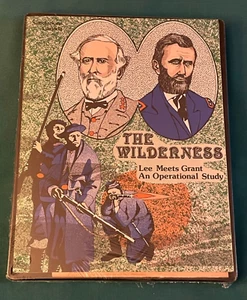 THE
WILDERNESS
Lee Meets Grant
An Operational Study